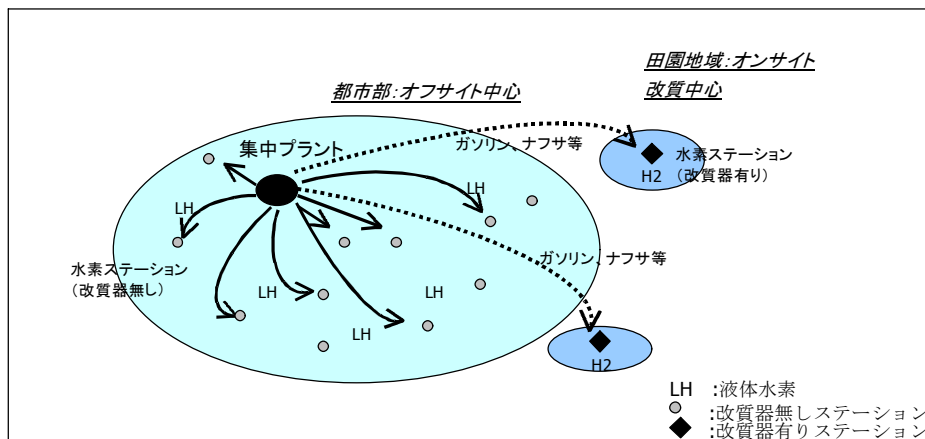 田園地域:オンサイト
改質中心
都市部:オフサイト中心
集中プラント
ガソリン、ナフサ等
水素ステーション
(改質器有り)
H2
LH
LH
ガソリン、ナフサ等
水素ステーション
(改質器無し)
LH
LH
LH
H2
LH :液体水素
:改質器無しステーション
:改質器有りステーション